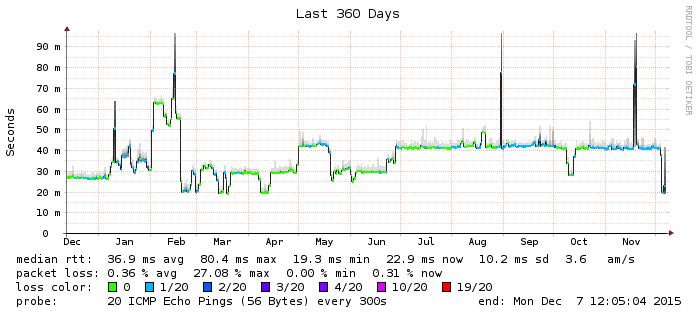 Last 360 Days
RRDTOOL / TOBI OETIKER
Seconds
90 m
80 m
70 m
60 m
50 m
40 m
30 m
20 m
10 m
0
Dec Jan Feb Mar Apr May Jun Jul Aug Sep Oct Nov
median rtt: 36.9 ms avg 80.4 ms max 19.3 ms min 22.9 ms now 10.2 ms sd 3.6 am/s
packet loss: 0.36 % avg 27.08 % max 0.00 % min 0.31 % now
loss color: 0 1/20 2/20 3/20 4/20 10/20 19/20
probe: 20 ICMP Echo Pings (56 Bytes) every 300s end: Mon Dec 7 12:05:04 2015